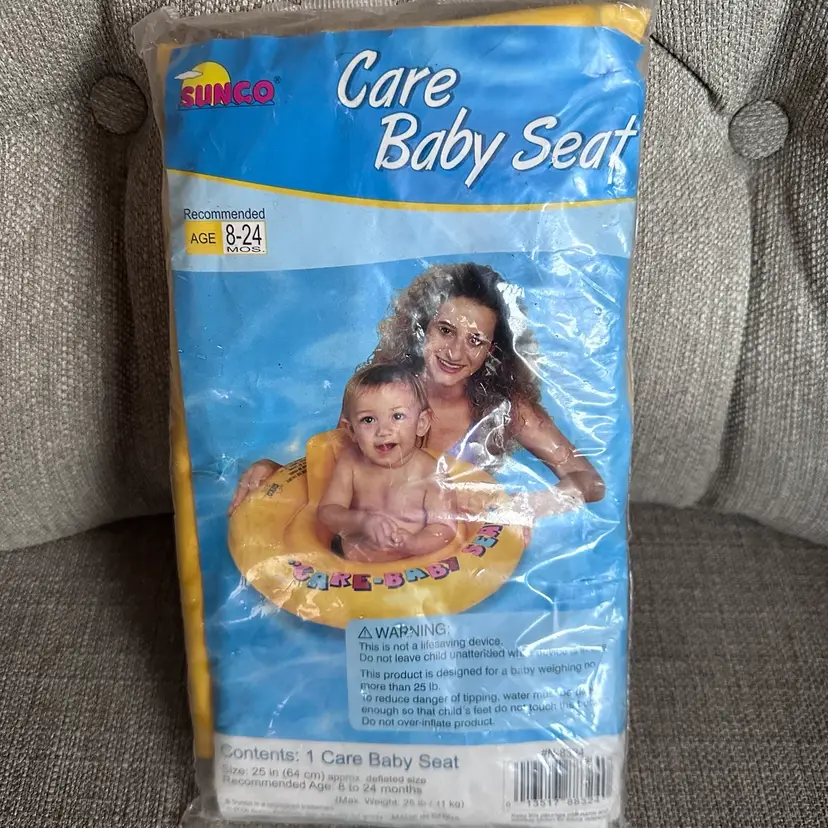 SUNCO®
Care
Baby Seat
Recommended
AGE 8-24
MOS.
CARE-BABY SEAT
⚠ WARNING:
This is not a lifesaving device.
Do not leave child unattended device
This product is designed for a baby weighing no
more than 25 lb.
To reduce danger of tipping, water must be
enough so that child's feet do not touch the
Do not over-inflate product.
Contents: 1 Care Baby Seat
Size: 25 in (64 cm) approx. deflated size
Recommended Age: 8 to 24 months
(Max. Weight: 25 lb / 11 kg)